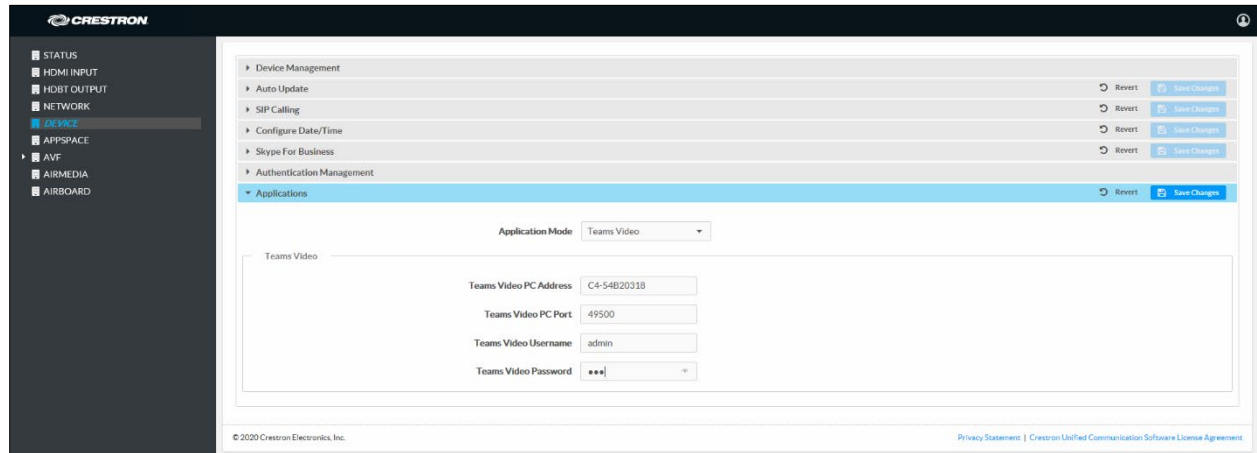 CRESTRON
STATUS
HDMI INPUT
HDBT OUTPUT
NETWORK
DEVICE
APPSPACE
AVF
AIRMEDIA
AIRBOARD
Device Management
Auto Update Revert Save Changes
SIP Calling Revert Save Changes
Configure Date/Time Revert Save Changes
Skype For Business Revert Save Changes
Authentication Management
Applications Revert Save Changes
Application Mode Teams Video
Teams Video
Teams Video PC Address C4-54B20318
Teams Video PC Port 49500
Teams Video Username admin
Teams Video Password •••
© 2020 Crestron Electronics, Inc. Privacy Statement | Crestron Unified Communication Software License Agreement